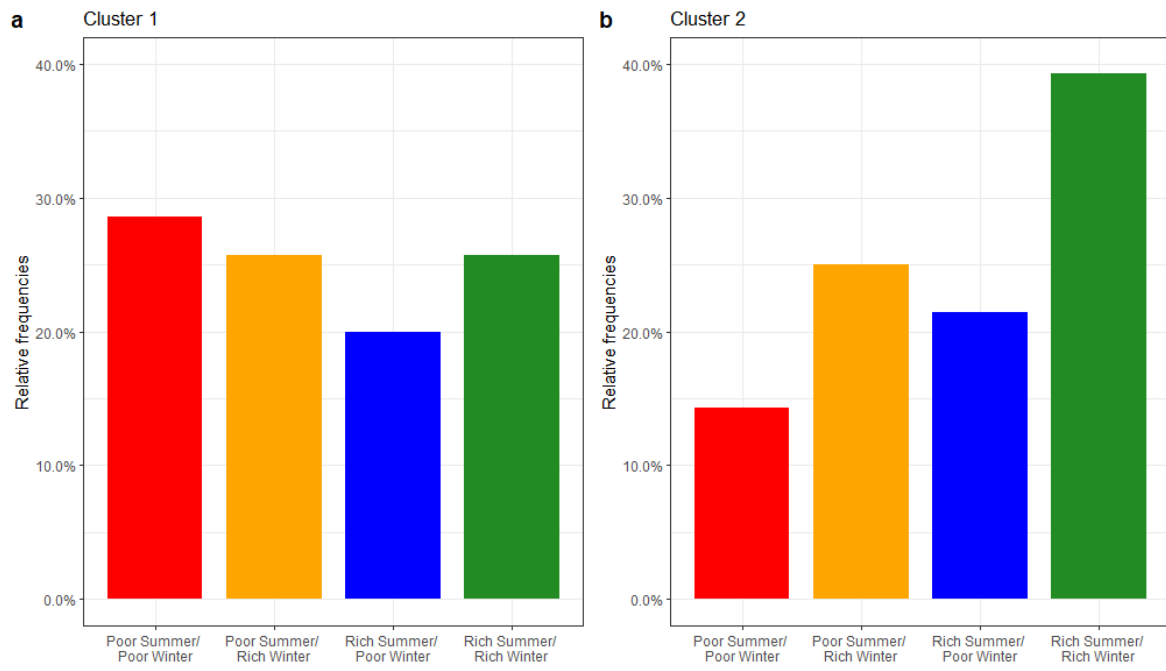 a
Cluster 1
Relative frequencies
40.0%
30.0%
20.0%
10.0%
0.0%
Poor Summer/
Poor Winter
Poor Summer/
Rich Winter
Rich Summer/
Poor Winter
Rich Summer/
Rich Winter
b
Cluster 2
Relative frequencies
40.0%
30.0%
20.0%
10.0%
0.0%
Poor Summer/
Poor Winter
Poor Summer/
Rich Winter
Rich Summer/
Poor Winter
Rich Summer/
Rich Winter